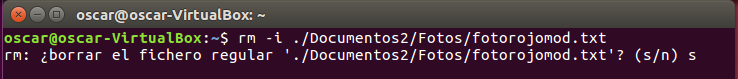 oscar@oscar-VirtualBox: ~
oscar@oscar-VirtualBox:~$ rm -i ./Documentos2/Fotos/fotorojomod.txt
rm: ¿borrar el fichero regular './Documentos2/Fotos/fotorojomod.txt'? (s/n) s